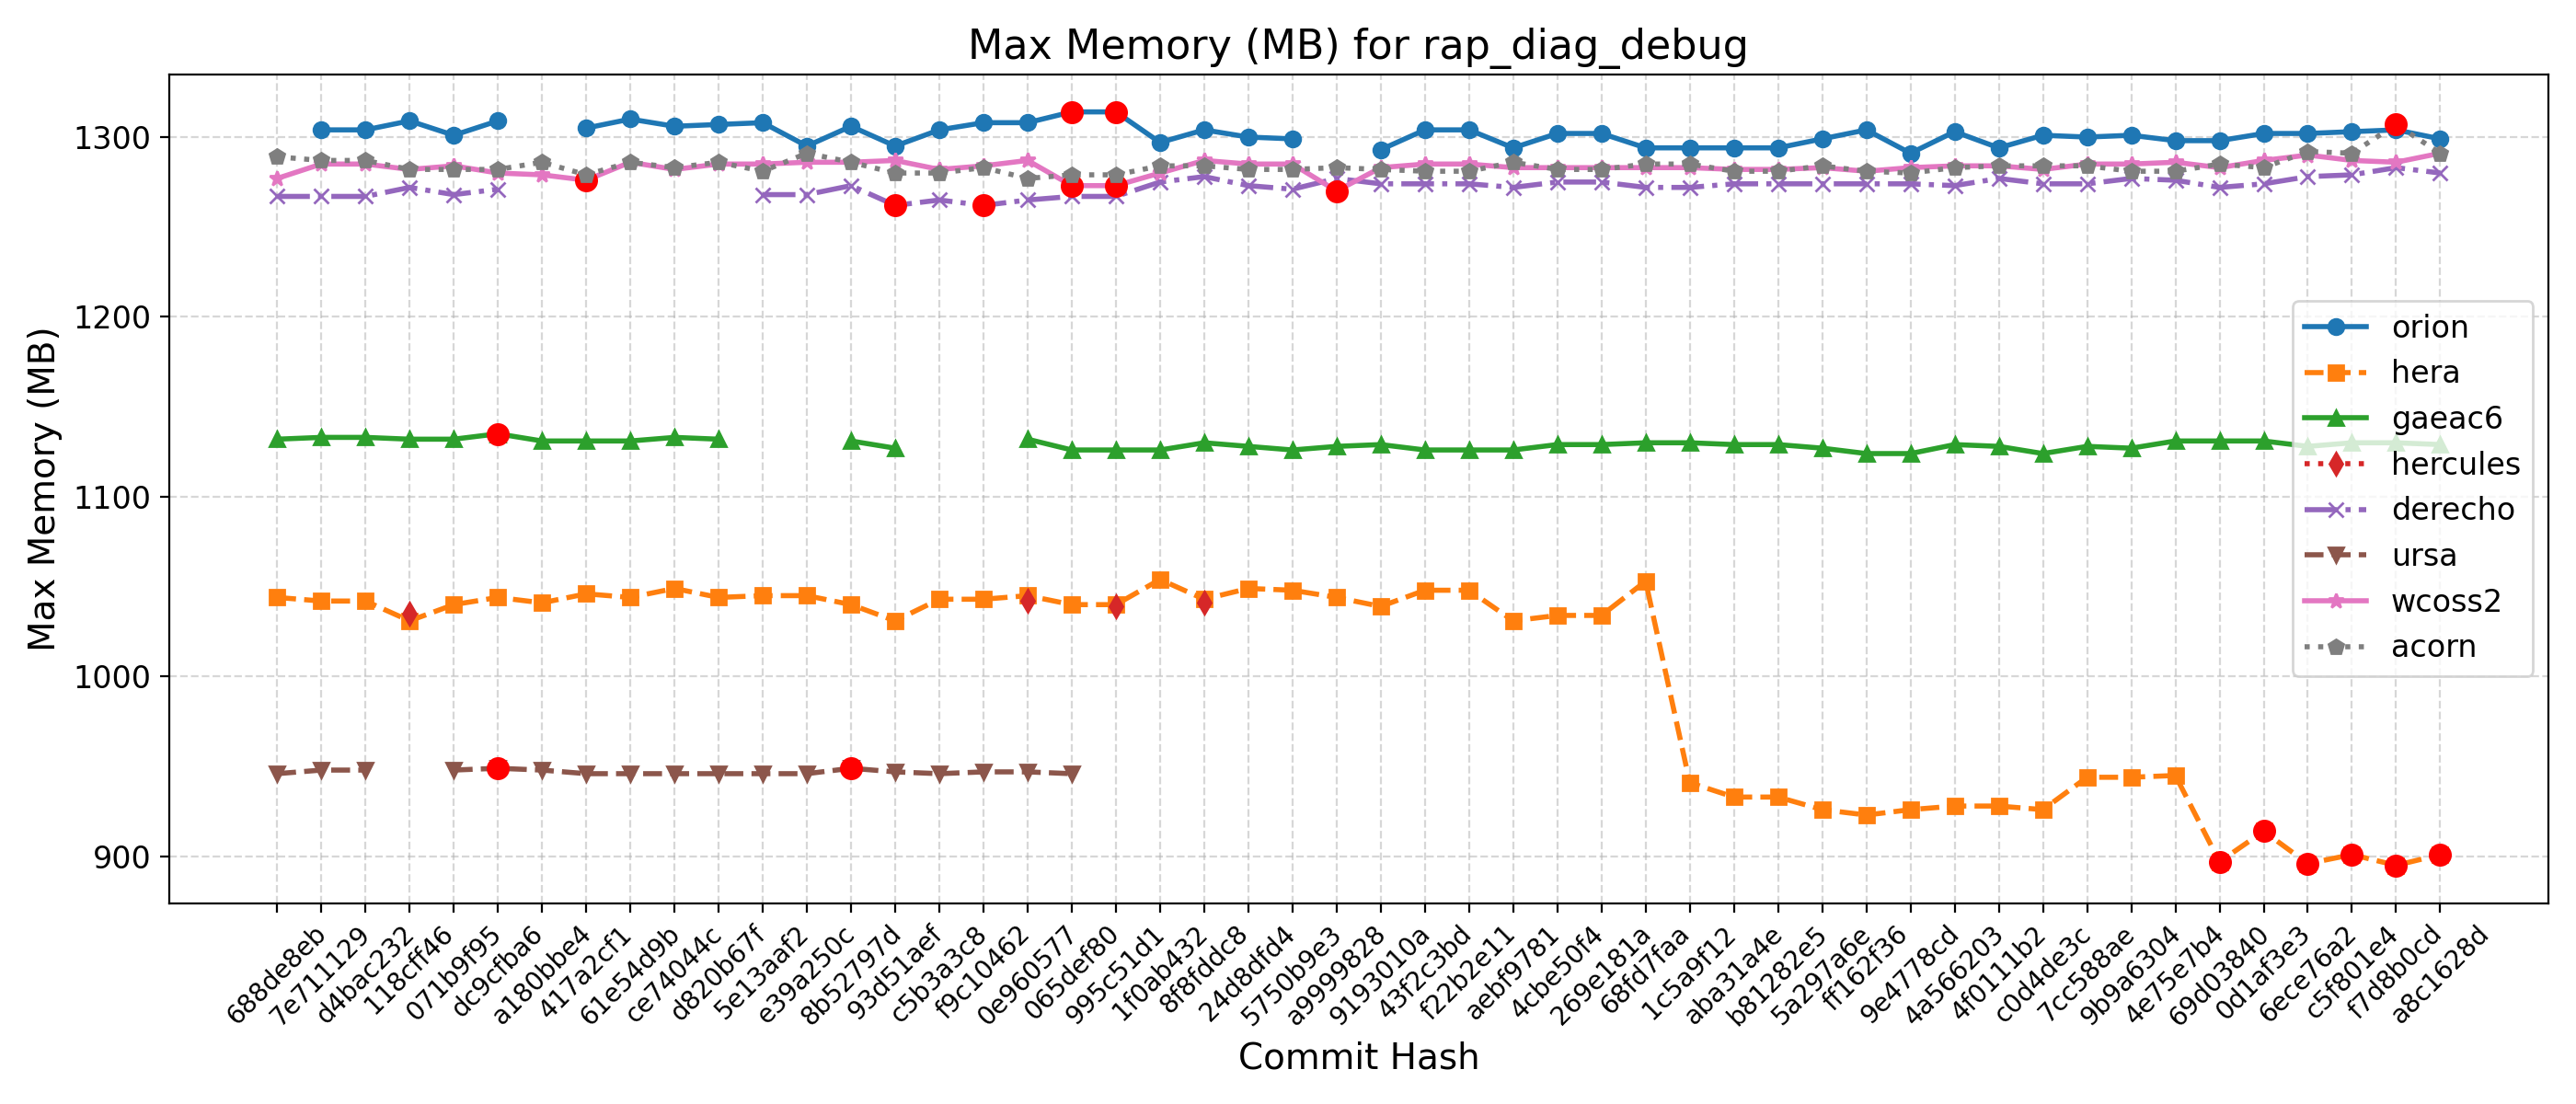 Max Memory (MB) for rap_diag_debug
Max Memory (MB)
1300
1200
1100
1000
900
orion
hera
gaeac6
hercules
derecho
ursa
wcoss2
acorn
688de8eb
7e711129
d4bac232
118cff46
071b9f95
dc9cfba6
a180bbe4
417a2cf1
61e54d9b
ce74044c
d820b67f
5e13aaf2
e39a250c
8b52797d
93d51aef
c5b3a3c8
f9c10462
0e960577
065def80
995c51d1
1f0ab432
8f8fddc8
24d8dfd4
5750b9e3
a9999828
9193010a
43f2c3bd
f22b2e11
aebf9781
4cbe50f4
269e181a
68fd7faa
1c5a9f12
aba31a4e
b81282e5
5a297a6e
ff162f36
9e4778cd
4a566203
4f0111b2
c0d4de3c
7cc588ae
9b9a6304
4e75e7b4
69d03840
0d1af3e3
6ece76a2
c5f801e4
f7d8b0cd
a8c1628d
Commit Hash